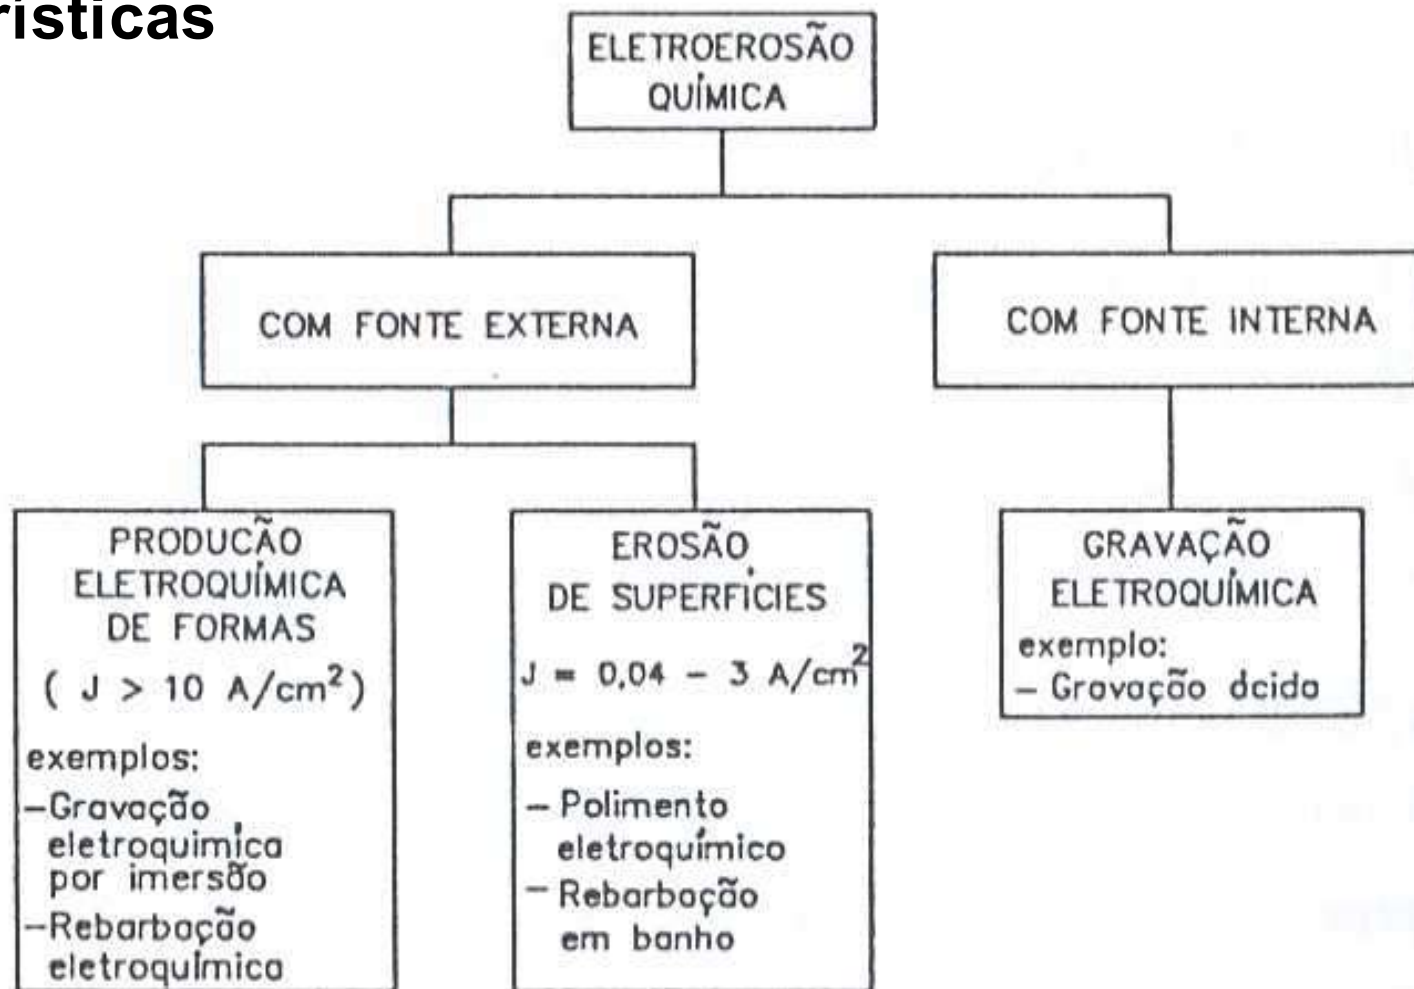 rísticas
ELETROEROSÃO
QUÍMICA
COM FONTE EXTERNA
COM FONTE INTERNA
PRODUCÃO
ELETROQUÍMICA
DE FORMAS
( J > 10 A/cm²)
exemplos:
–Gravação
eletroquimica
por imersão
–Rebarbação
eletroquímica
EROSÃO
DE SUPERFÍCIES
J = 0,04 – 3 A/cm²
exemplos:
– Polimento
eletroquímico
– Rebarbação
em banho
GRAVAÇÃO
ELETROQUÍMICA
exemplo:
– Gravação ácida